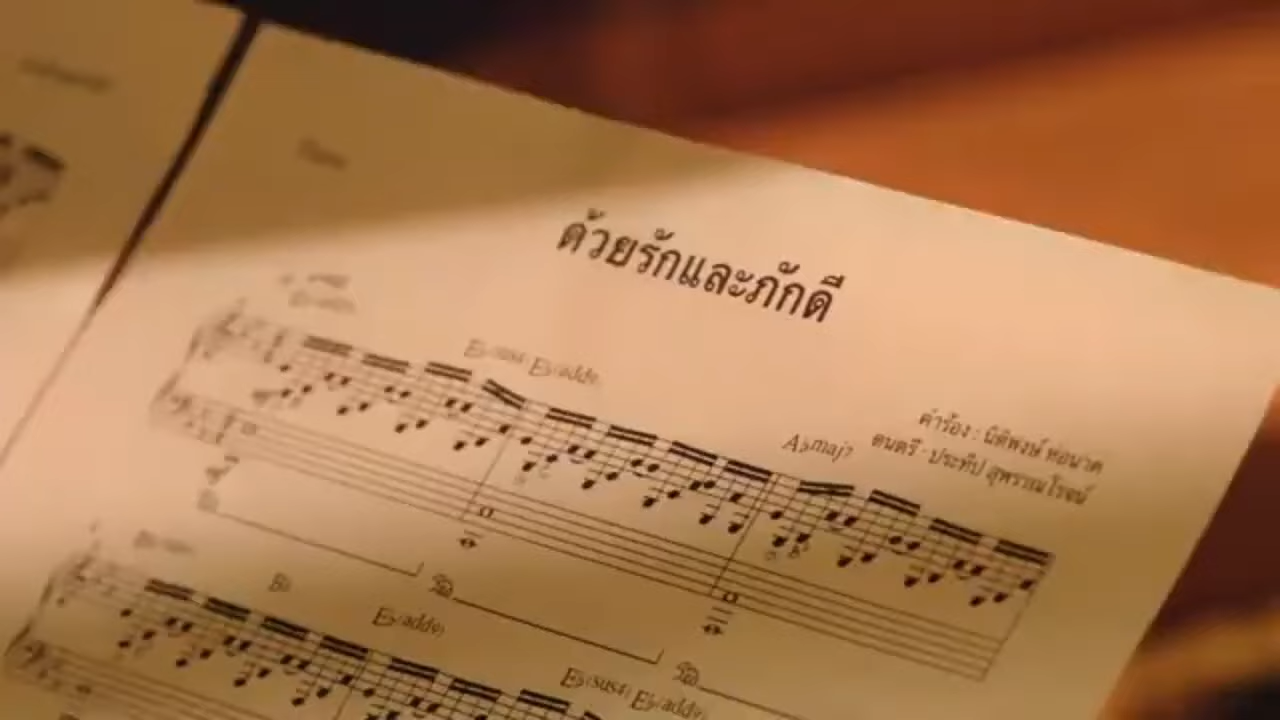 ด้วยรักและภักดี
E♭(sus4) E♭(add9)
คำร้อง : นิติพงษ์ ห่อนาค
A♭maj7
ดนตรี : ประทีป สุพรรณโรจน์
B♭
E♭(add9)
E♭(sus4) E♭(add9)